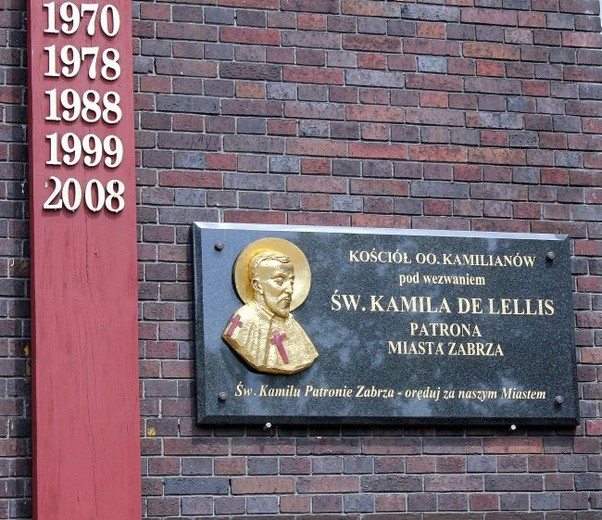 1970
1978
1988
1999
2008
KOŚCIÓŁ OO. KAMILIANÓW
pod wezwaniem
ŚW. KAMILA DE LELLIS
PATRONA
MIASTA ZABRZA
Św. Kamilu Patronie Zabrza - oręduj za naszym Miastem